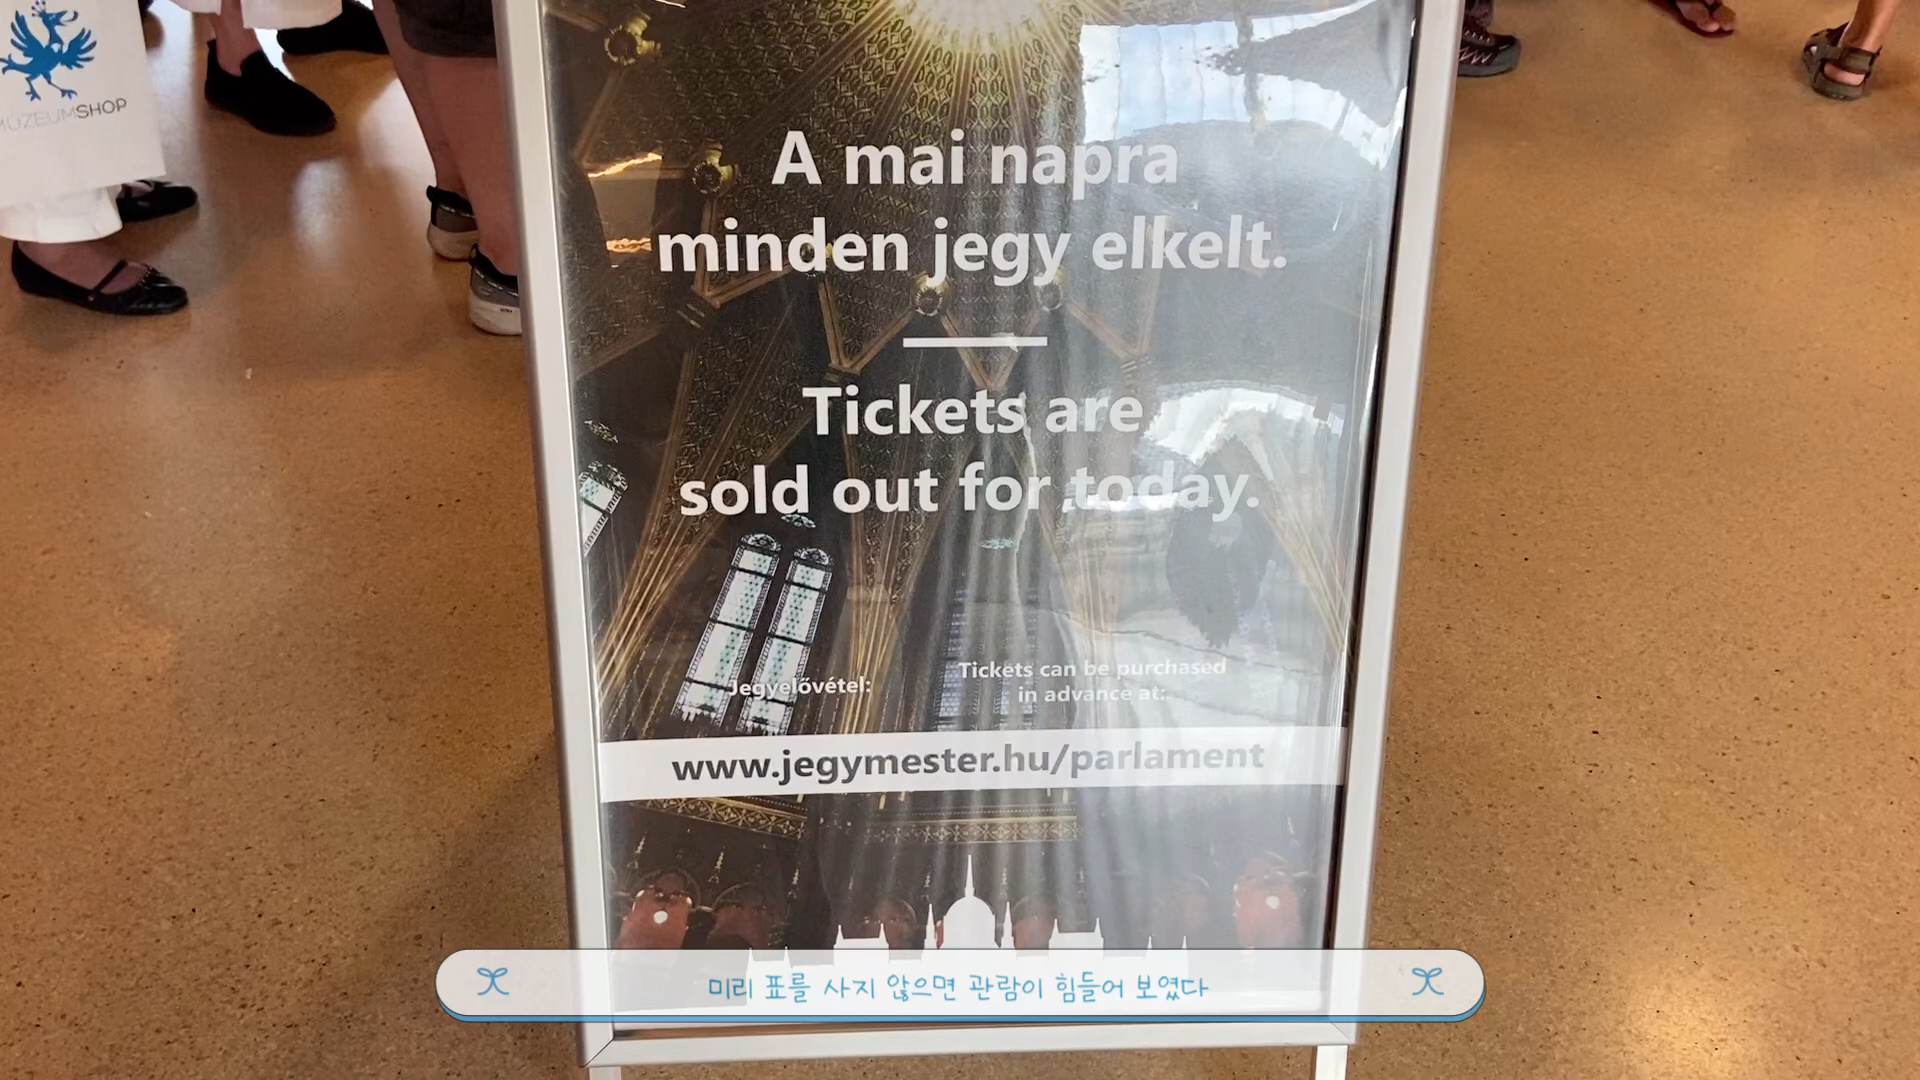 MÚZEUMSHOP
A mai napra
minden jegy elkelt.
Tickets are
sold out for today.
Jegyelővétel:
Tickets can be purchased
in advance at:
www.jegymester.hu/parlament
미리 표를 사지 않으면 관람이 힘들어 보였다